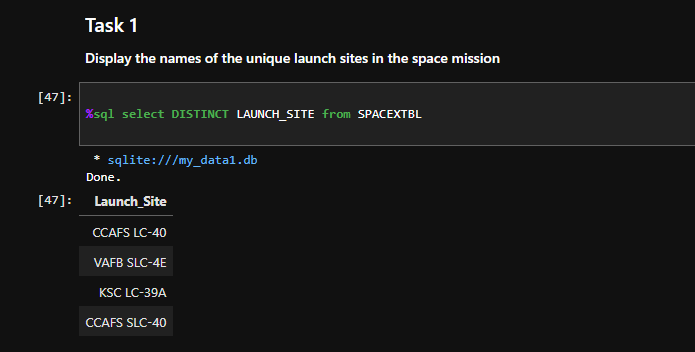 Task 1
Display the names of the unique launch sites in the space mission
[47]:
%sql select DISTINCT LAUNCH_SITE from SPACEXTBL
* sqlite:///my_data1.db
Done.
[47]:
Launch_Site
CCAFS LC-40
VAFB SLC-4E
KSC LC-39A
CCAFS SLC-40